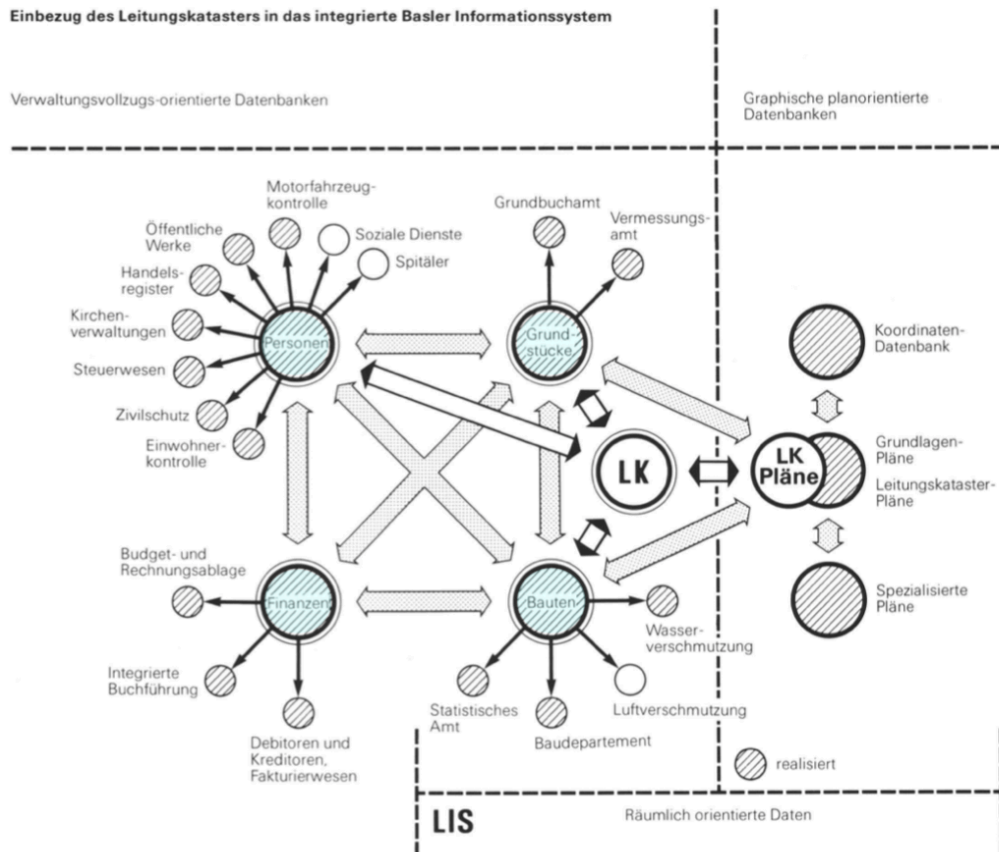 Einbezug des Leitungskatasters in das integrierte Basler Informationssystem
Verwaltungsvollzugs-orientierte Datenbanken
Graphische planorientierte
Datenbanken
Motorfahrzeug-
kontrolle
Öffentliche
Werke
Soziale Dienste
Spitäler
Handels-
register
Kirchen-
verwaltungen
Steuerwesen
Zivilschutz
Einwohner-
kontrolle
Personen
Grundbuchamt
Vermessungs-
amt
Grund-
stücke
Koordinaten-
Datenbank
LK
LK
Pläne
Grundlagen-
Pläne
Leitungskataster-
Pläne
Budget- und
Rechnungsablage
Finanzen
Integrierte
Buchführung
Debitoren und
Kreditoren,
Fakturierwesen
Bauten
Wasser-
verschmutzung
Luftverschmutzung
Statistisches
Amt
Baudepartement
Spezialisierte
Pläne
realisiert
LIS
Räumlich orientierte Daten